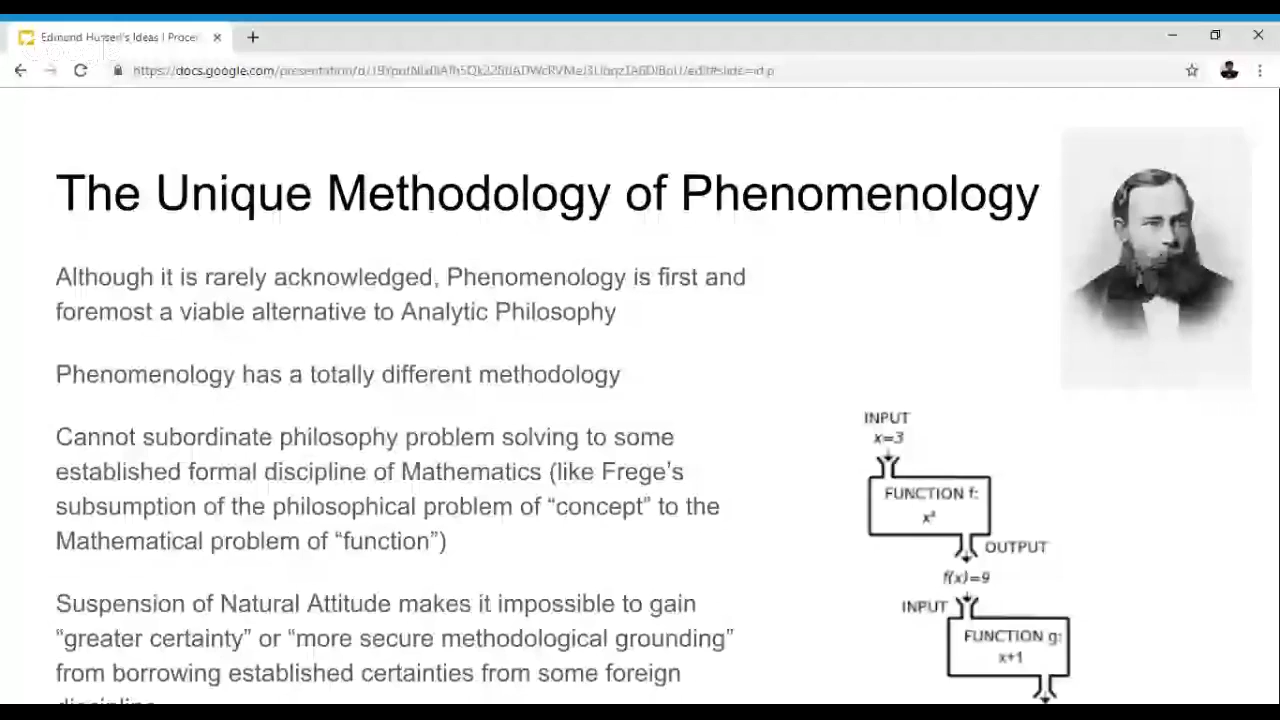 Edmund Husserl's Ideas | Proce
The Unique Methodology of Phenomenology
Although it is rarely acknowledged, Phenomenology is first and
foremost a viable alternative to Analytic Philosophy
Phenomenology has a totally different methodology
Cannot subordinate philosophy problem solving to some
established formal discipline of Mathematics (like Frege's
subsumption of the philosophical problem of “concept” to the
Mathematical problem of “function”)
Suspension of Natural Attitude makes it impossible to gain
“greater certainty” or “more secure methodological grounding”
from borrowing established certainties from some foreign
INPUT
x=3
FUNCTION f:
x²
OUTPUT
f(x)=9
INPUT
FUNCTION g:
x+1